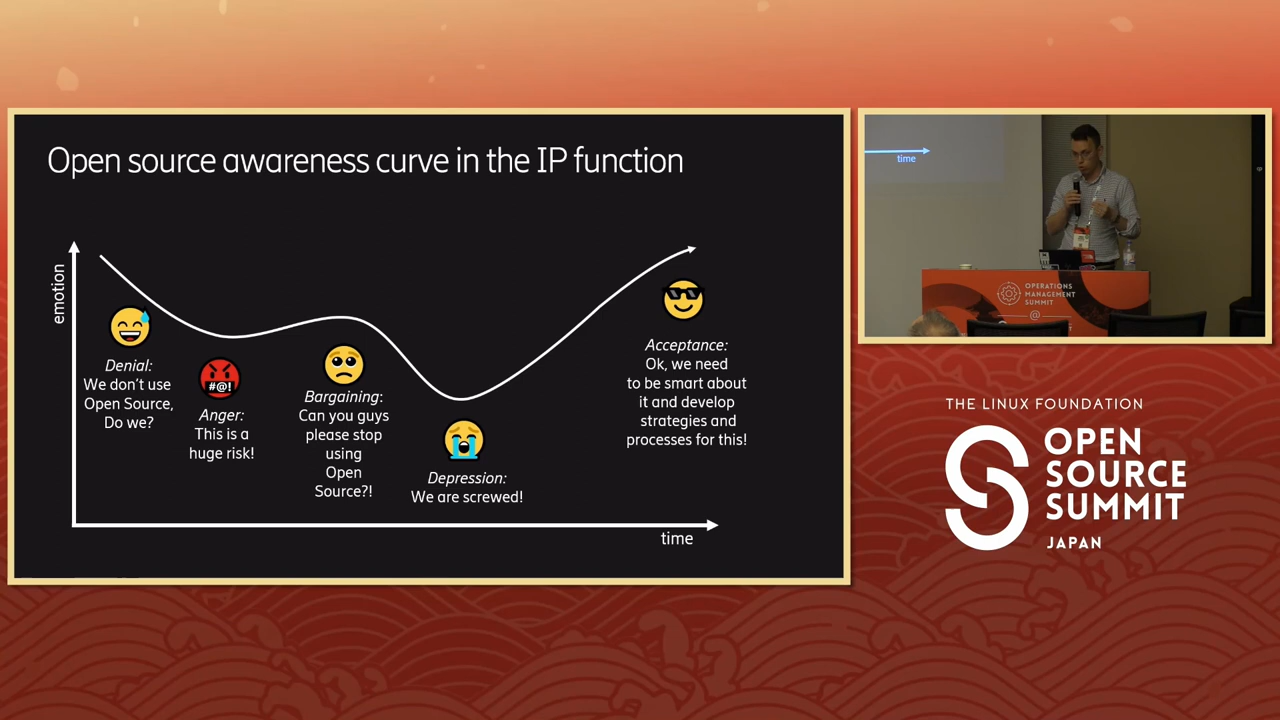 Open source awareness curve in the IP function
emotion
Denial:
We don't use
Open Source,
Do we?
#@!
Anger:
This is a
huge risk!
Bargaining:
Can you guys
please stop
using
Open
Source?!
Depression:
We are screwed!
Acceptance:
Ok, we need
to be smart about
it and develop
strategies and
processes for this!
time
time
OPERATIONS
MANAGEMENT
SUMMIT
@
THE LINUX FOUNDATION
OPEN
SOURCE
SUMMIT
JAPAN